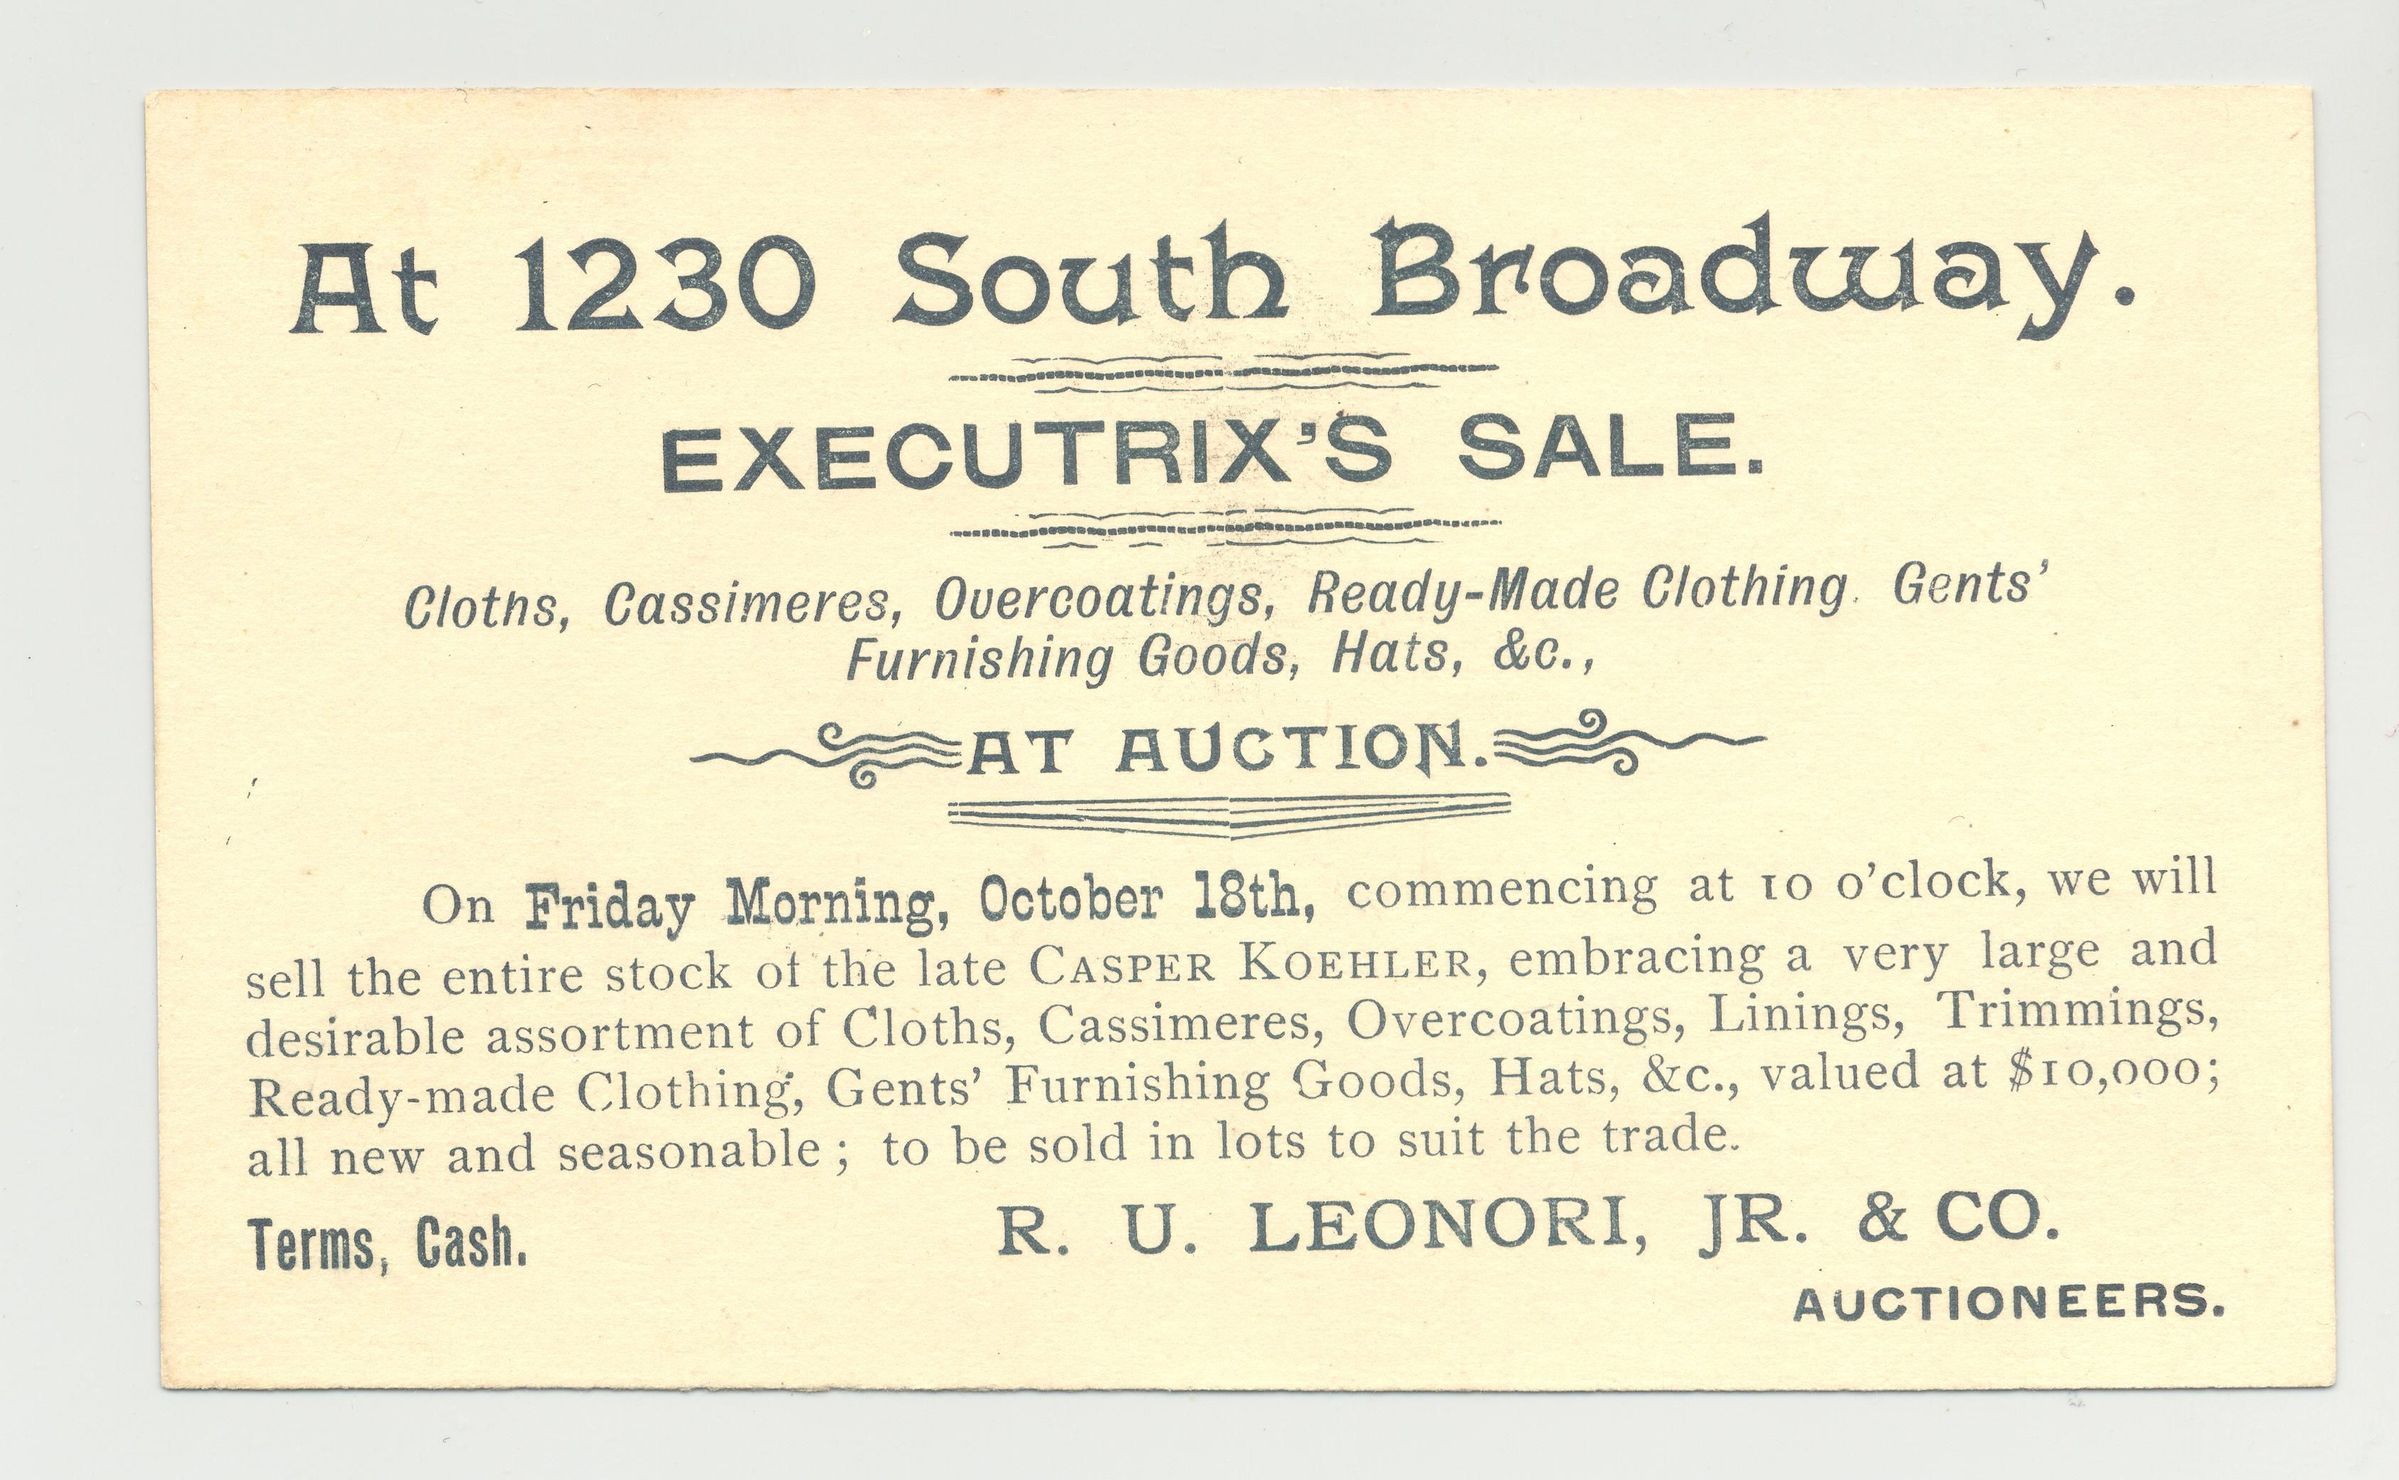 At 1230 South Broadway.
EXECUTRIX'S SALE.
Cloths, Cassimeres, Overcoatings, Ready-Made Clothing. Gents'
Furnishing Goods, Hats, &c.,
AT AUCTION.
On Friday Morning, October 18th, commencing at 10 o'clock, we will
sell the entire stock of the late CASPER KOEHLER, embracing a very large and
desirable assortment of Cloths, Cassimeres, Overcoatings, Linings, Trimmings,
Ready-made Clothing, Gents' Furnishing Goods, Hats, &c., valued at $10,000;
all new and seasonable; to be sold in lots to suit the trade.
Terms, Cash. R. U. LEONORI, JR. & CO.
AUCTIONEERS.